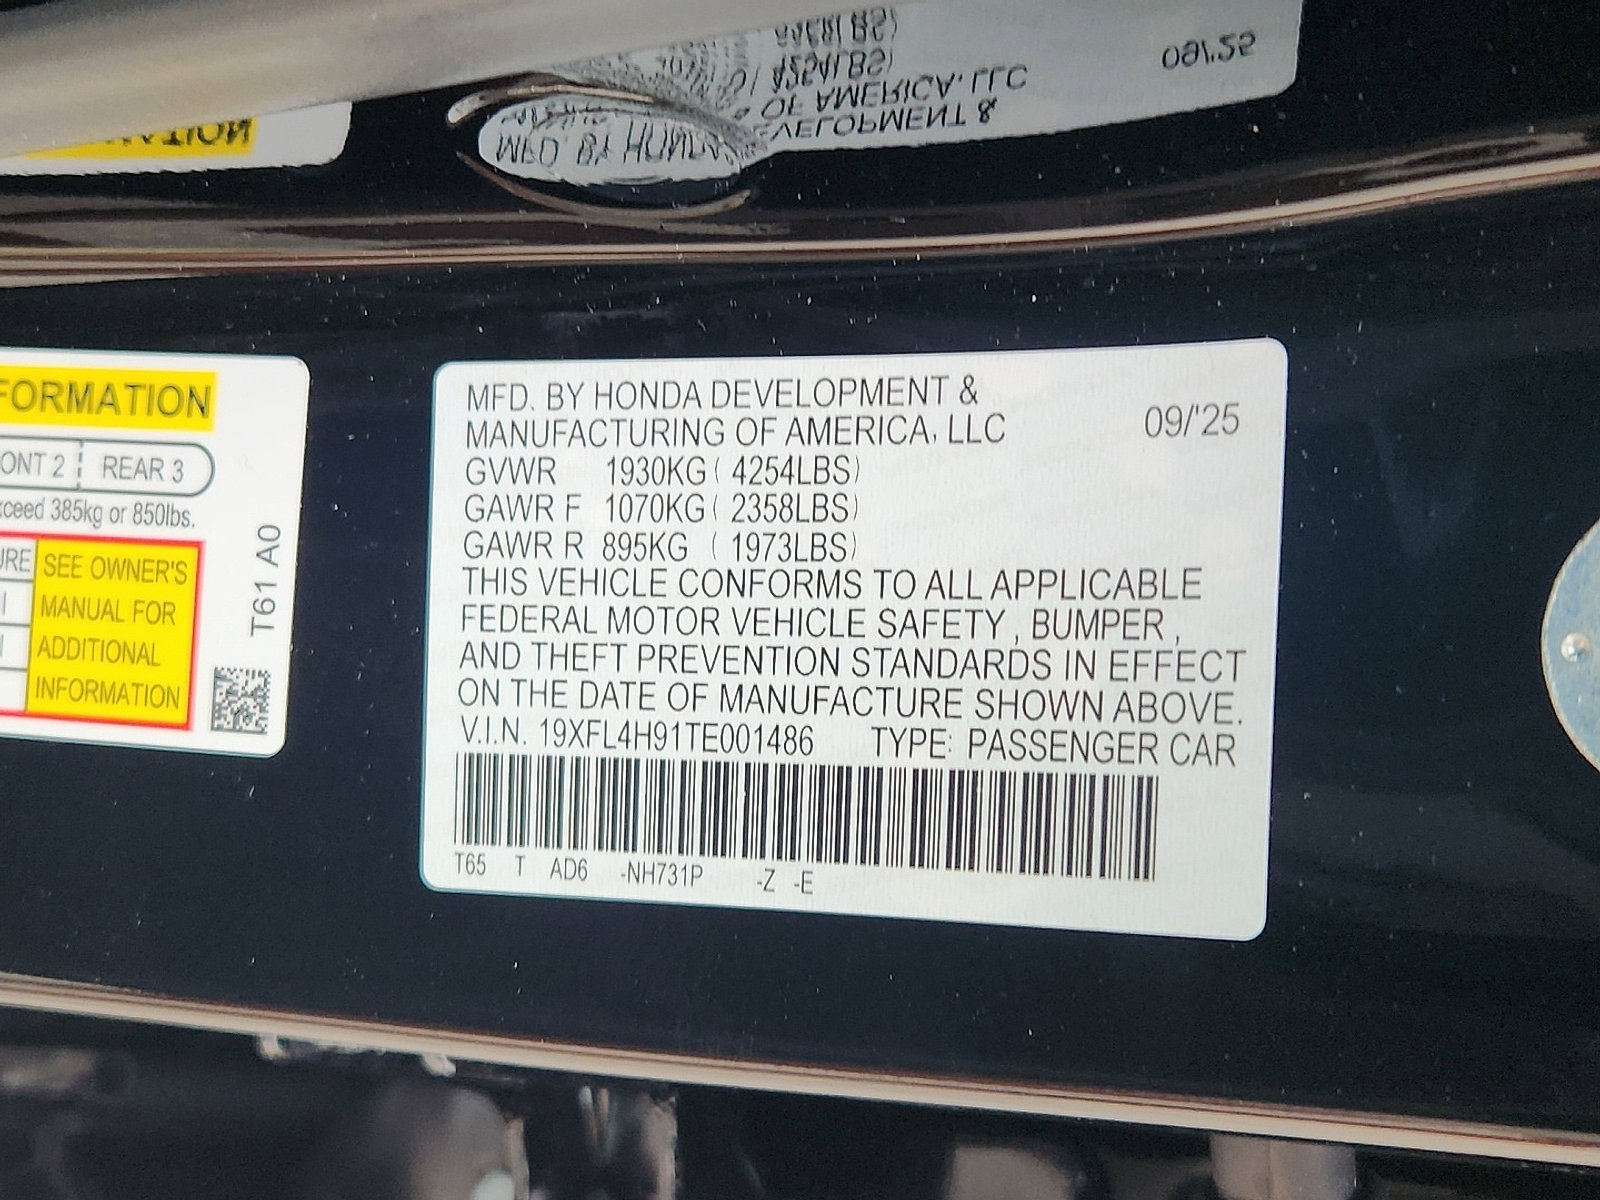 FORMATION
ONT 2 REAR 3
xceed 385kg or 850lbs.
URE
SEE OWNER'S
MANUAL FOR
ADDITIONAL
INFORMATION
T61 A0
MFD. BY HONDA DEVELOPMENT &
MANUFACTURING OF AMERICA, LLC 09/'25
GVWR 1930KG ( 4254LBS)
GAWR F 1070KG ( 2358LBS)
GAWR R 895KG ( 1973LBS)
THIS VEHICLE CONFORMS TO ALL APPLICABLE
FEDERAL MOTOR VEHICLE SAFETY , BUMPER ,
AND THEFT PREVENTION STANDARDS IN EFFECT
ON THE DATE OF MANUFACTURE SHOWN ABOVE.
V.I.N. 19XFL4H91TE001486 TYPE: PASSENGER CAR
T65 T AD6 -NH731P -Z -E